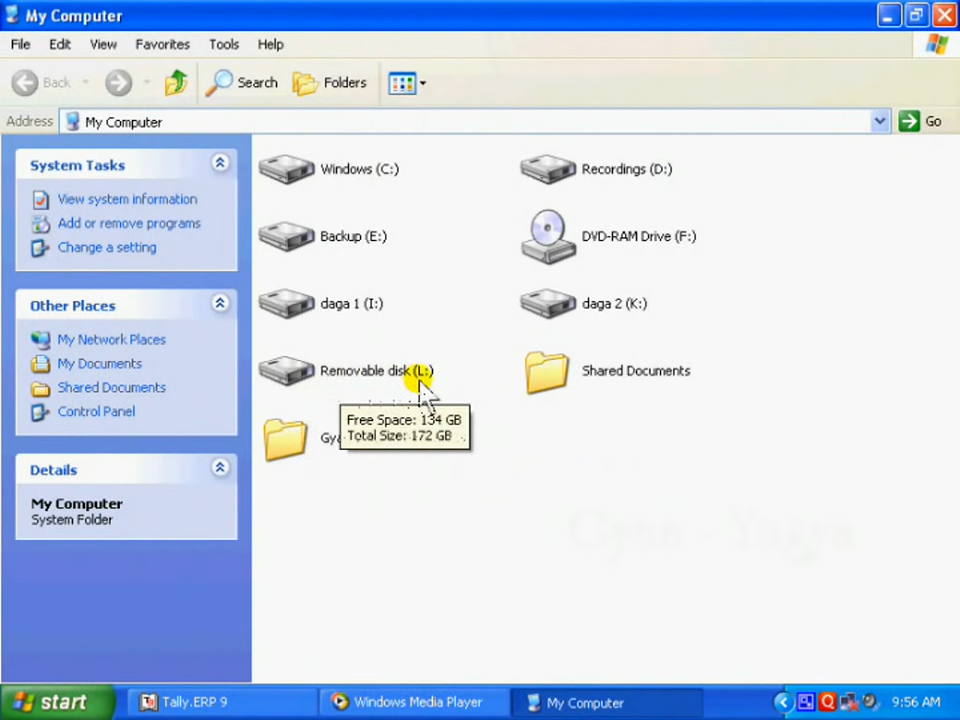 My Computer
File Edit View Favorites Tools Help
Back Search Folders
Address My Computer Go
System Tasks
View system information
Add or remove programs
Change a setting
Other Places
My Network Places
My Documents
Shared Documents
Control Panel
Details
My Computer
System Folder
Windows (C:) Recordings (D:)
Backup (E:) DVD-RAM Drive (F:)
daga 1 (I:) daga 2 (K:)
Removable disk (L:) Shared Documents
Free Space: 134 GB
Total Size: 172 GB
Gyan - Yagya
start Tally.ERP 9 Windows Media Player My Computer 9:56 AM